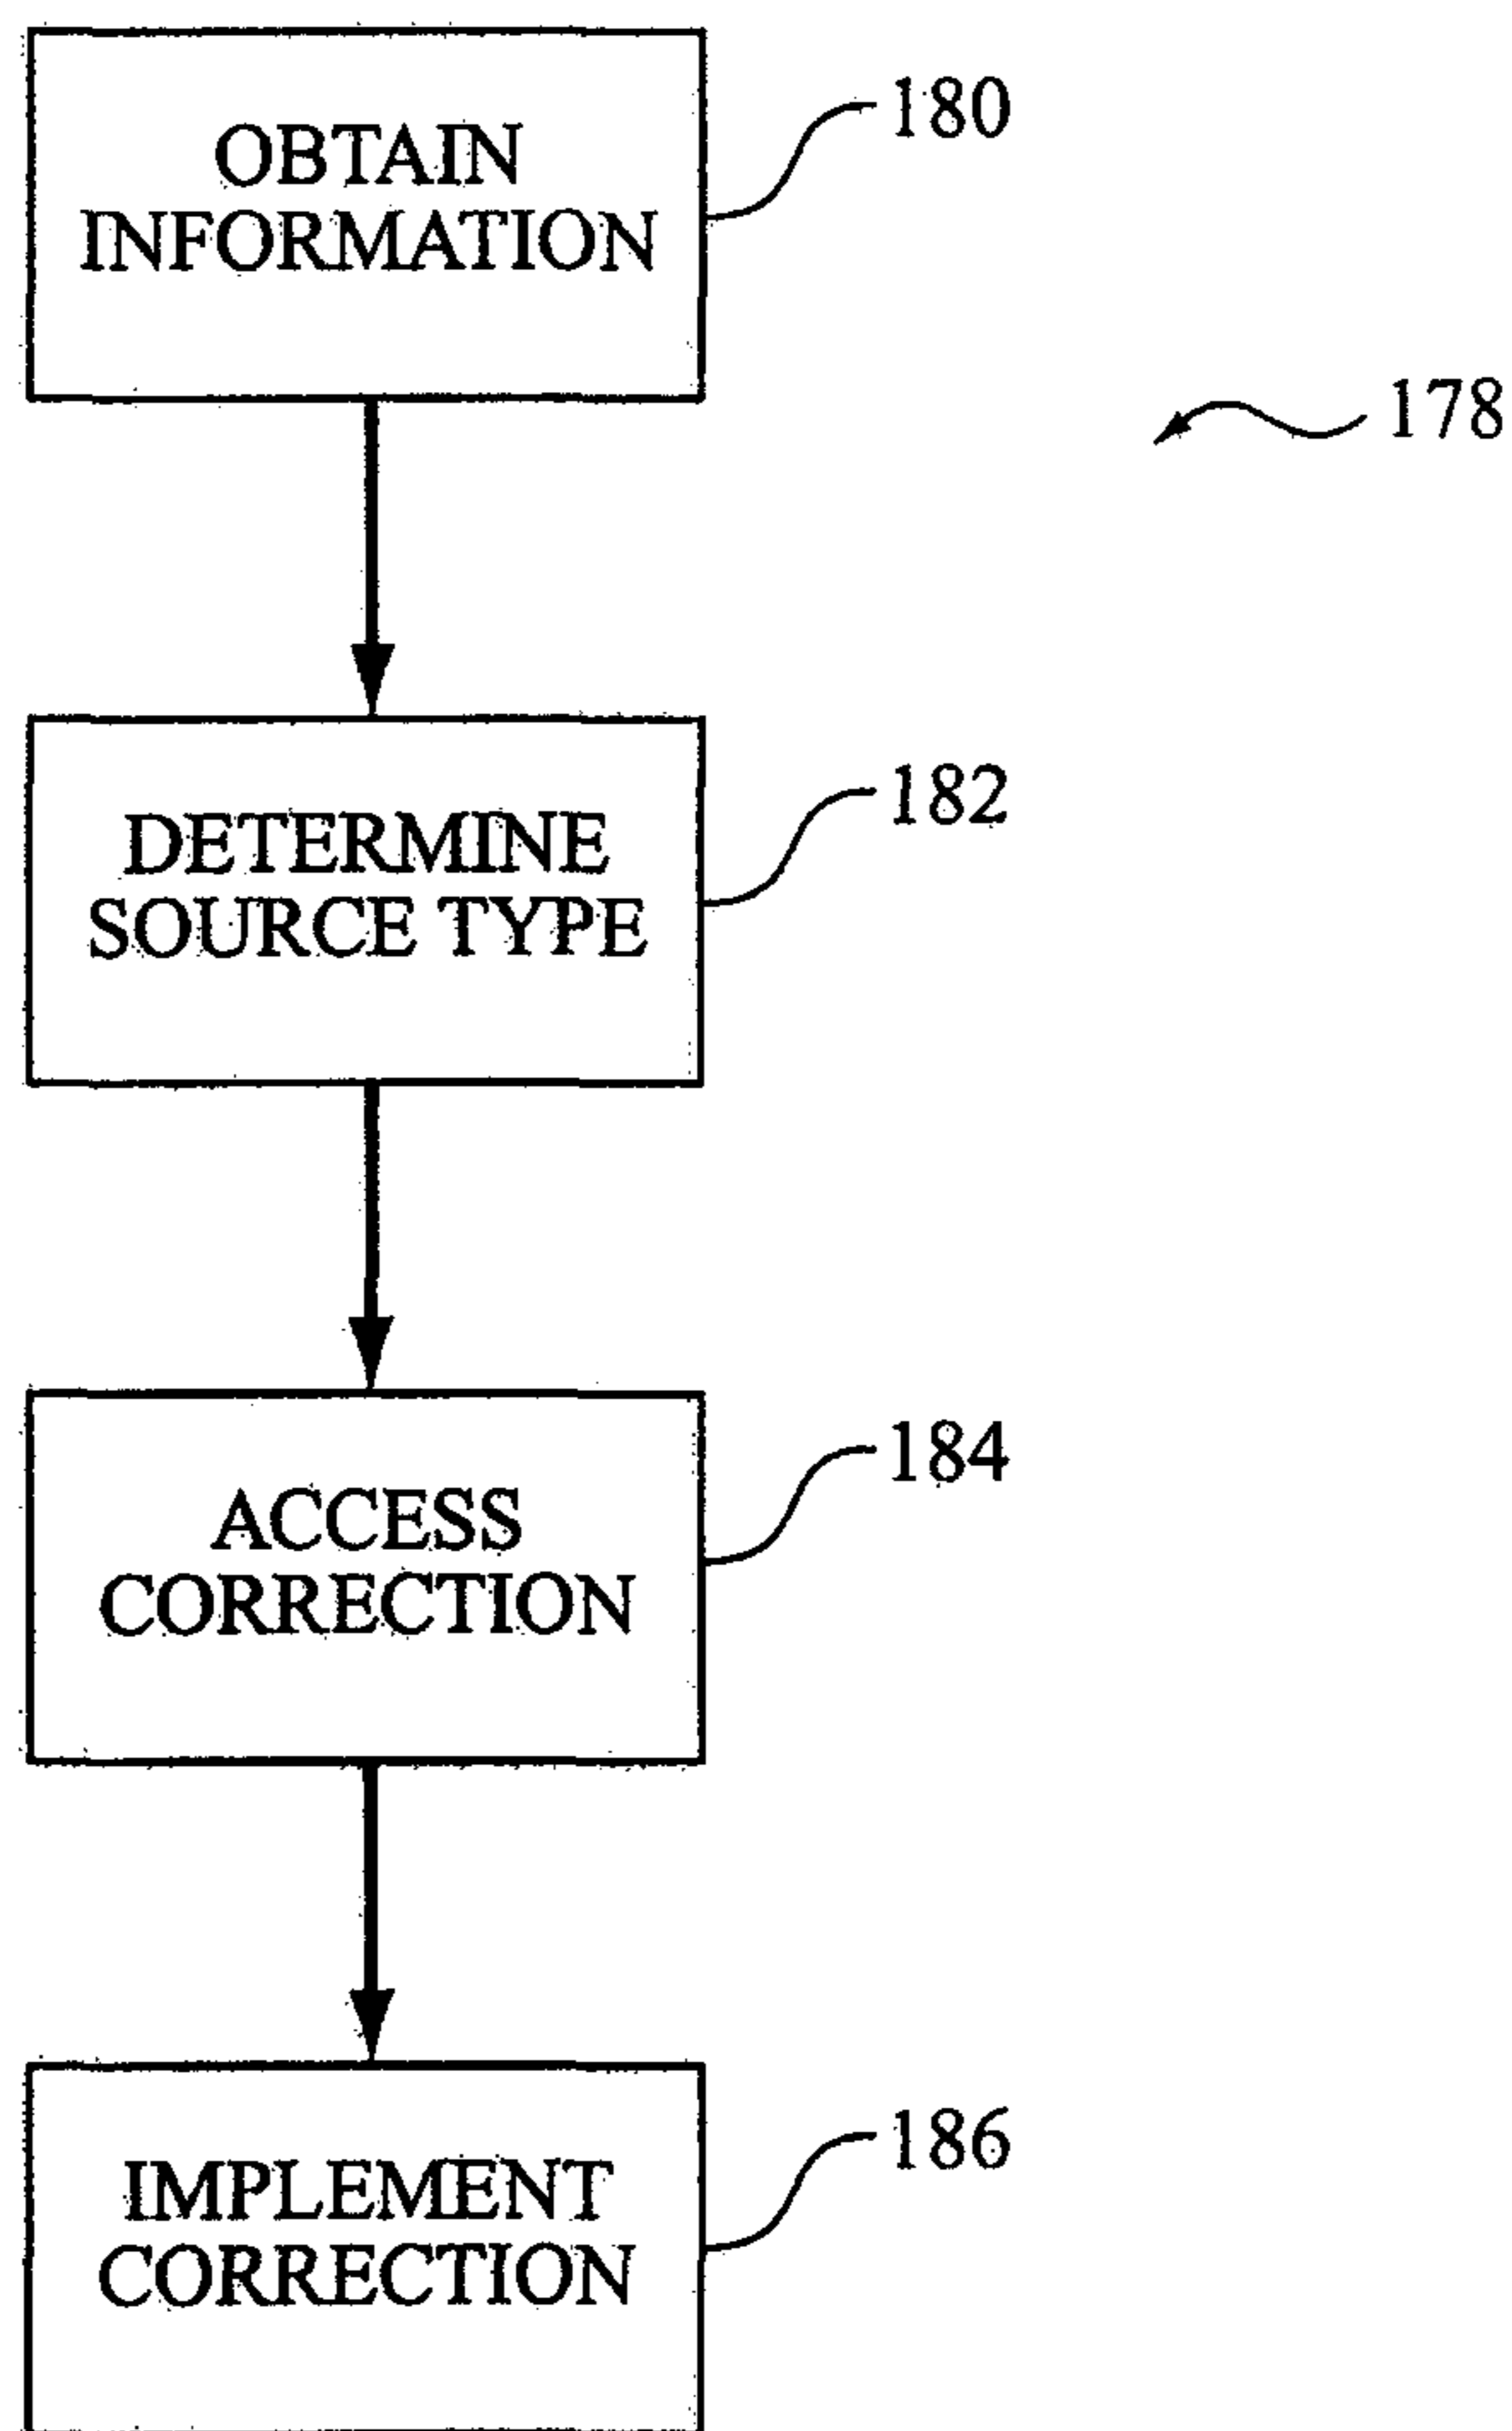 OBTAIN
INFORMATION
180
178
DETERMINE
SOURCE TYPE
182
ACCESS
CORRECTION
184
IMPLEMENT
CORRECTION
186